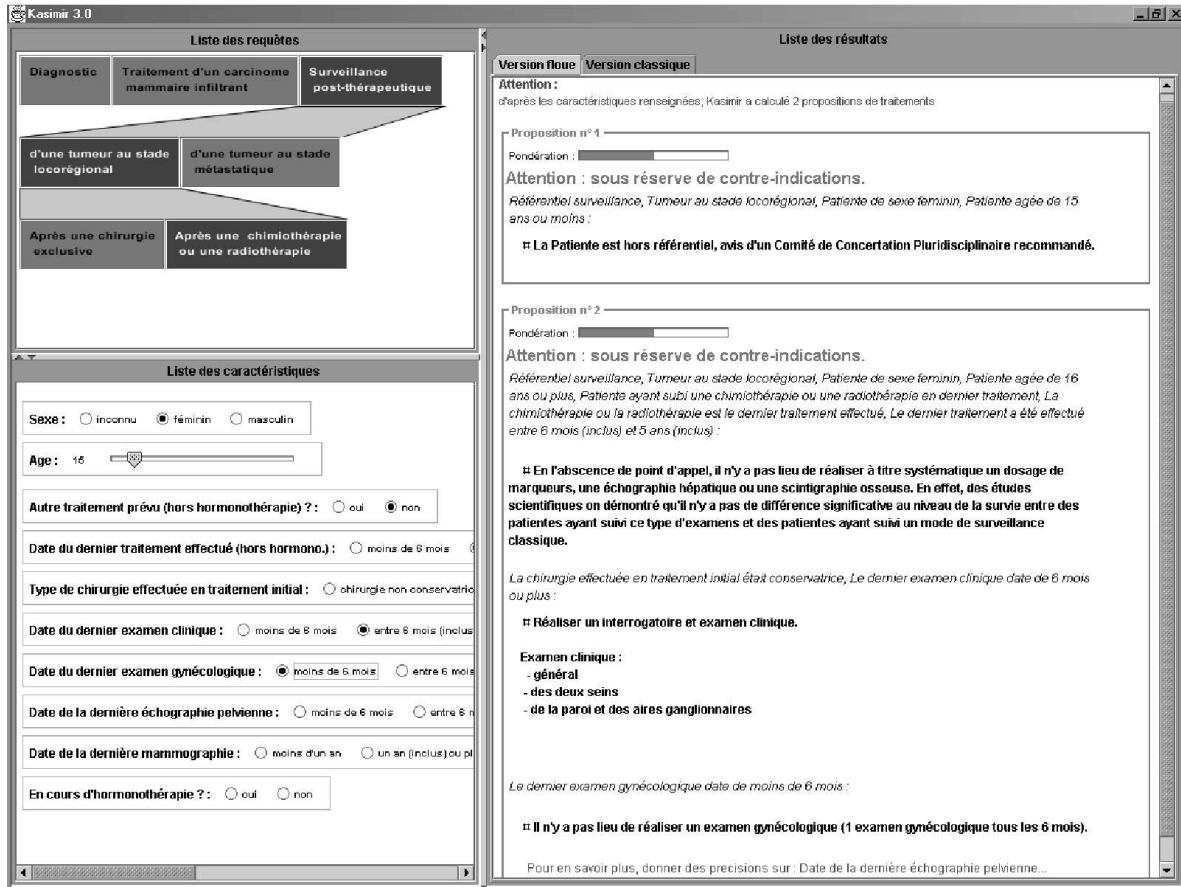 Kasimir 3.0
Liste des requètes
Diagnostic
Traitement d'un carcinome
mammaire infiltrant
Surveillance
post-thérapeutique
d'une tumeur au stade
locorégional
d'une tumeur au stade
métastatique
Après une chirurgie
exclusive
Après une chimiothérapie
ou une radiothérapie
Liste des caractéristiques
Sexe : inconnu féminin masculin
Age : 15
Autre traitement prévu (hors hormonothérapie) ? : oui non
Date du dernier traitement effectué (hors hormono.) : moins de 6 mois
Type de chirurgie effectuée en traitement initial : chirurgie non conservatric
Date du dernier examen clinique : moins de 6 mois entre 6 mois (inclus
Date du dernier examen gynécologique : moins de 6 mois entre 6 mois
Date de la dernière échographie pelvienne : moins de 6 mois entre 6 n
Date de la dernière mammographie : moins d'un an un an (inclus) ou pl
En cours d'hormonothérapie ? : oui non
Liste des résultats
Version floue Version classique
Attention :
d'après les caractéristiques renseignées, Kasimir a calculé 2 propositions de traitements
Proposition n° 1
Pondération :
Attention : sous réserve de contre-indications.
Référentiel surveillance, Tumeur au stade locorégional, Patiente de sexe feminin, Patiente agée de 15
ans ou moins :
⌗ La Patiente est hors référentiel, avis d'un Comité de Concertation Pluridisciplinaire recommandé.
Proposition n° 2
Pondération :
Attention : sous réserve de contre-indications.
Référentiel surveillance, Tumeur au stade locorégional, Patiente de sexe feminin, Patiente agée de 16
ans ou plus, Patiente ayant subi une chimiothérapie ou une radiothérapie en dernier traitement, La
chimiothérapie ou la radiothérapie est le dernier traitement effectué, Le dernier traitement a été effectué
entre 6 mois (inclus) et 5 ans (inclus) :
⌗ En l'abscence de point d'appel, il n'y a pas lieu de réaliser à titre systématique un dosage de
marqueurs, une échographie hépatique ou une scintigraphie osseuse. En effet, des études
scientifiques on démontré qu'il n'y a pas de différence significative au niveau de la survie entre des
patientes ayant suivi ce type d'examens et des patientes ayant suivi un mode de surveillance
classique.
La chirurgie effectuée en traitement initial était conservatrice, Le dernier examen clinique date de 6 mois
ou plus :
⌗ Réaliser un interrogatoire et examen clinique.
Examen clinique :
- général
- des deux seins
- de la paroi et des aires ganglionnaires
Le dernier examen gynécologique date de moins de 6 mois :
⌗ Il n'y a pas lieu de réaliser un examen gynécologique (1 examen gynécologique tous les 6 mois).
Pour en savoir plus, donner des precisions sur : Date de la dernière échographie pelvienne...